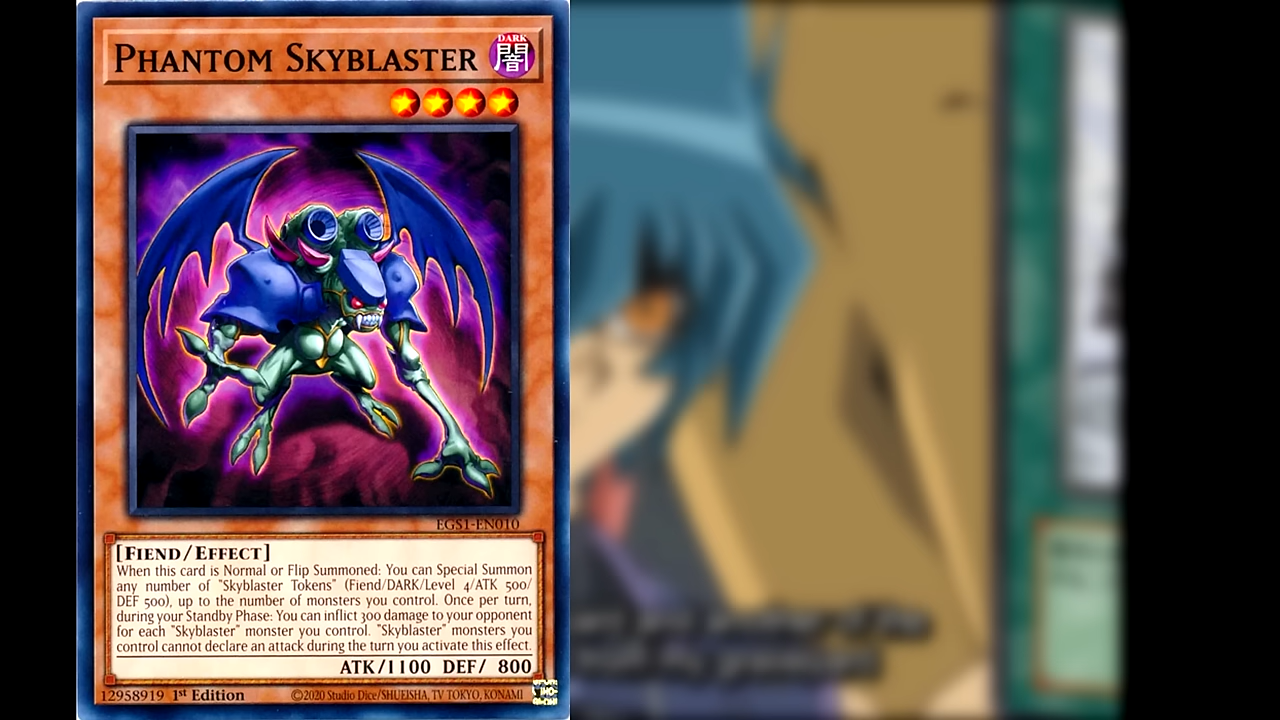 PHANTOM SKYBLASTER
DARK
闇
EGS1-EN010
[FIEND/EFFECT]
When this card is Normal or Flip Summoned: You can Special Summon
any number of "Skyblaster Tokens" (Fiend/DARK/Level 4/ATK 500/
DEF 500), up to the number of monsters you control. Once per turn,
during your Standby Phase: You can inflict 300 damage to your opponent
for each "Skyblaster" monster you control. "Skyblaster" monsters you
control cannot declare an attack during the turn you activate this effect.
ATK/1100 DEF/ 800
12958919 1st Edition ©2020 Studio Dice/SHUEISHA, TV TOKYO, KONAMI